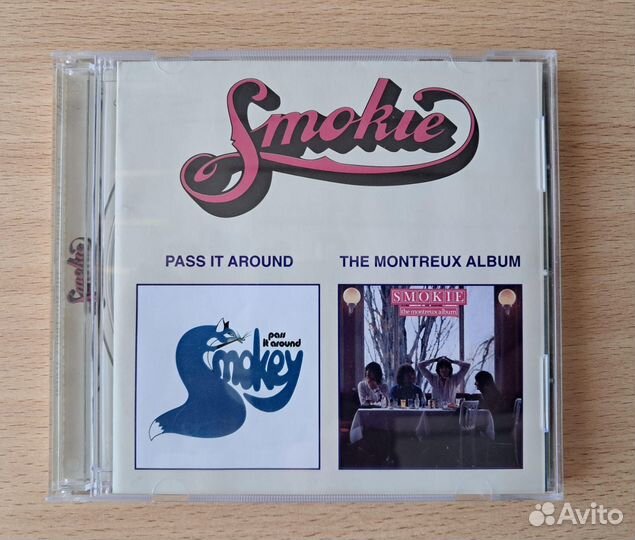 Smokie
PASS IT AROUND
THE MONTREUX ALBUM
pass
it around
Smokey
SMOKIE
the montreux album
Smokie
Avito